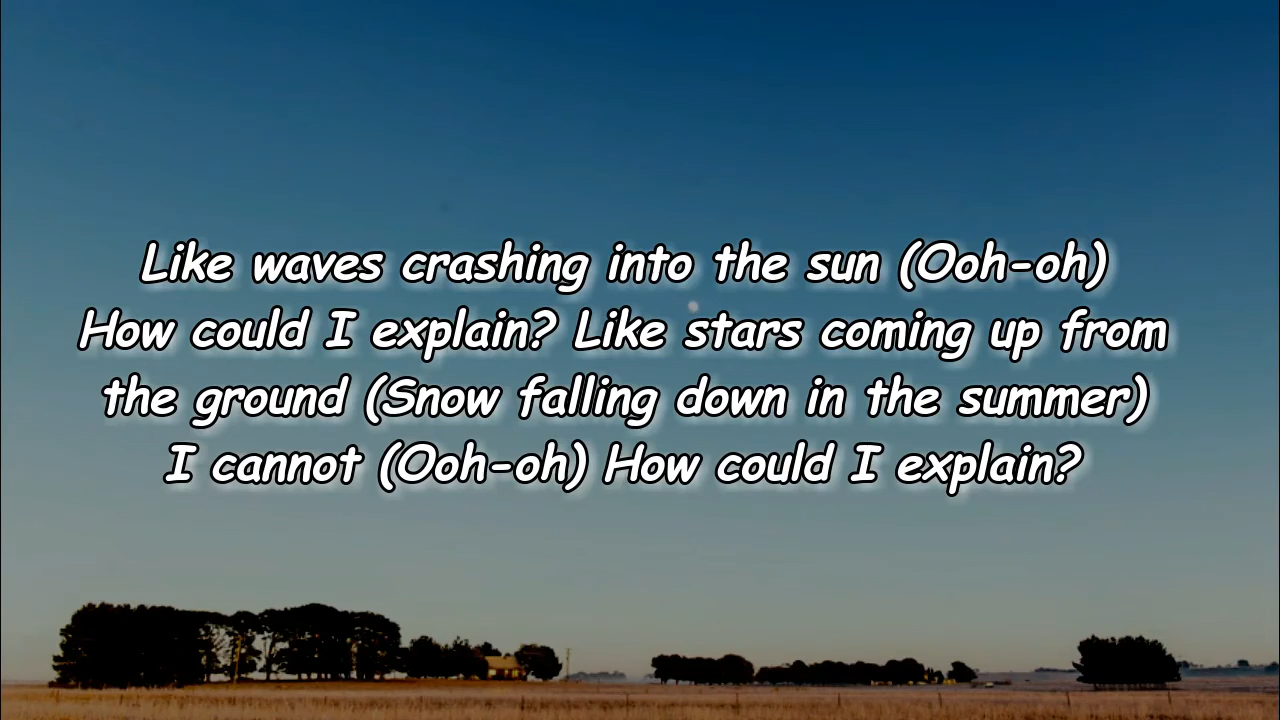 Like waves crashing into the sun (Ooh-oh)
How could I explain? Like stars coming up from
the ground (Snow falling down in the summer)
I cannot (Ooh-oh) How could I explain?